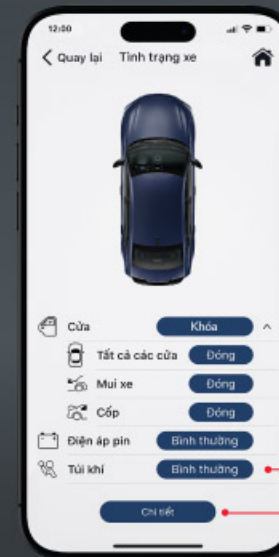 12:00
Quay lại Tình trạng xe
Cửa Khóa
Tất cả các cửa Đóng
Mui xe Đóng
Cốp Đóng
Điện áp pin Bình thường
Túi khí Bình thường
Chi tiết